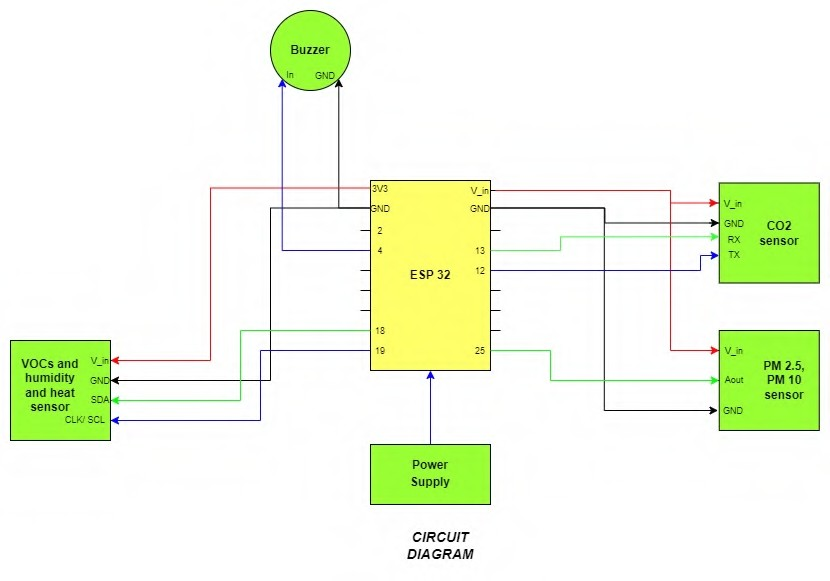 Buzzer
In GND
3V3
GND
2
4
18
19
V_in
GND
13
12
25
ESP 32
V_in
GND
RX
TX
CO2
sensor
V_in
Aout
GND
PM 2.5,
PM 10
sensor
VOCs and
humidity
and heat
sensor
V_in
GND
SDA
CLK/ SCL
Power
Supply
CIRCUIT
DIAGRAM